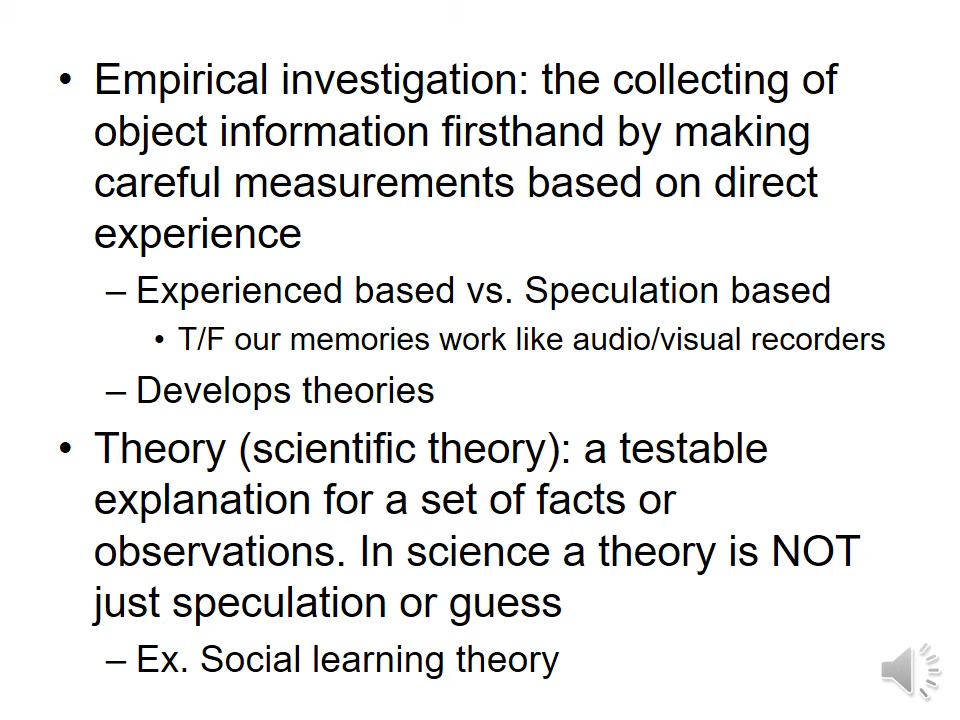 • Empirical investigation: the collecting of
object information firsthand by making
careful measurements based on direct
experience
– Experienced based vs. Speculation based
• T/F our memories work like audio/visual recorders
– Develops theories
• Theory (scientific theory): a testable
explanation for a set of facts or
observations. In science a theory is NOT
just speculation or guess
– Ex. Social learning theory